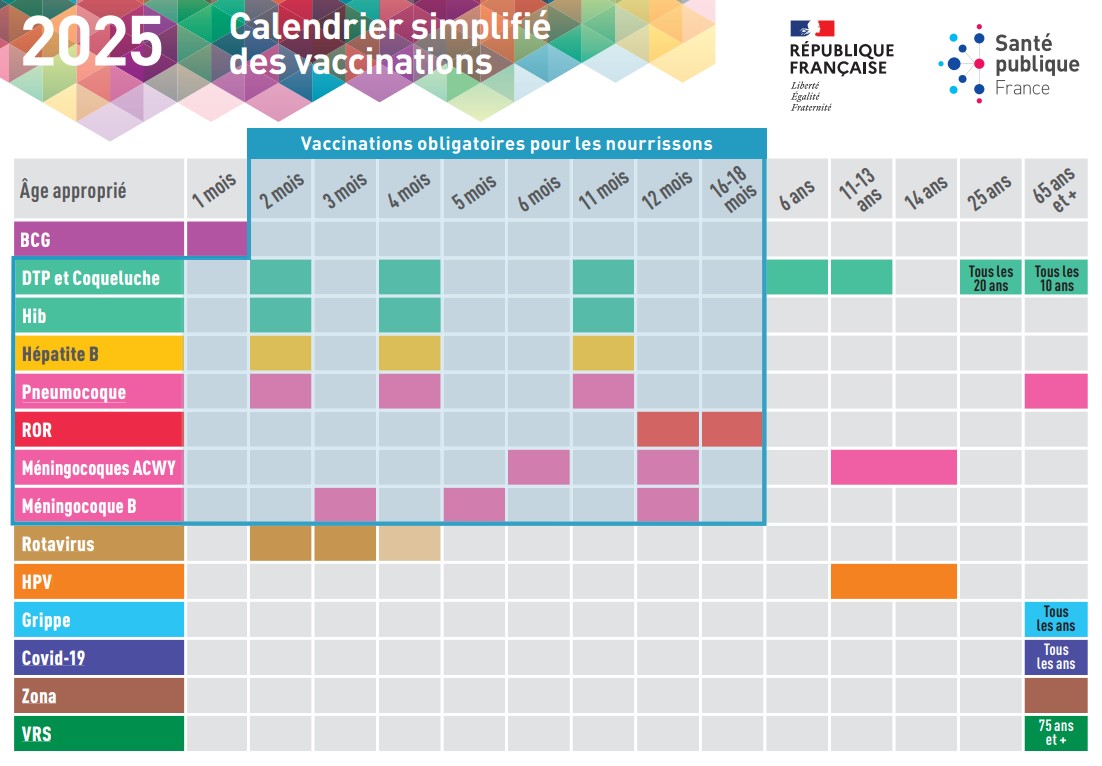 2025
Calendrier simplifié
des vaccinations
RÉPUBLIQUE
FRANÇAISE
Liberté
Égalité
Fraternité
Santé
publique
France
Vaccinations obligatoires pour les nourrissons
Âge approprié
1 mois
2 mois
3 mois
4 mois
5 mois
6 mois
11 mois
12 mois
16-18
mois
6 ans
11-13
ans
14 ans
25 ans
65 ans
et +
BCG
DTP et Coqueluche
Tous les
20 ans
Tous les
10 ans
Hib
Hépatite B
Pneumocoque
ROR
Méningocoques ACWY
Méningocoque B
Rotavirus
HPV
Grippe
Tous
les ans
Covid-19
Tous
les ans
Zona
VRS
75 ans
et +